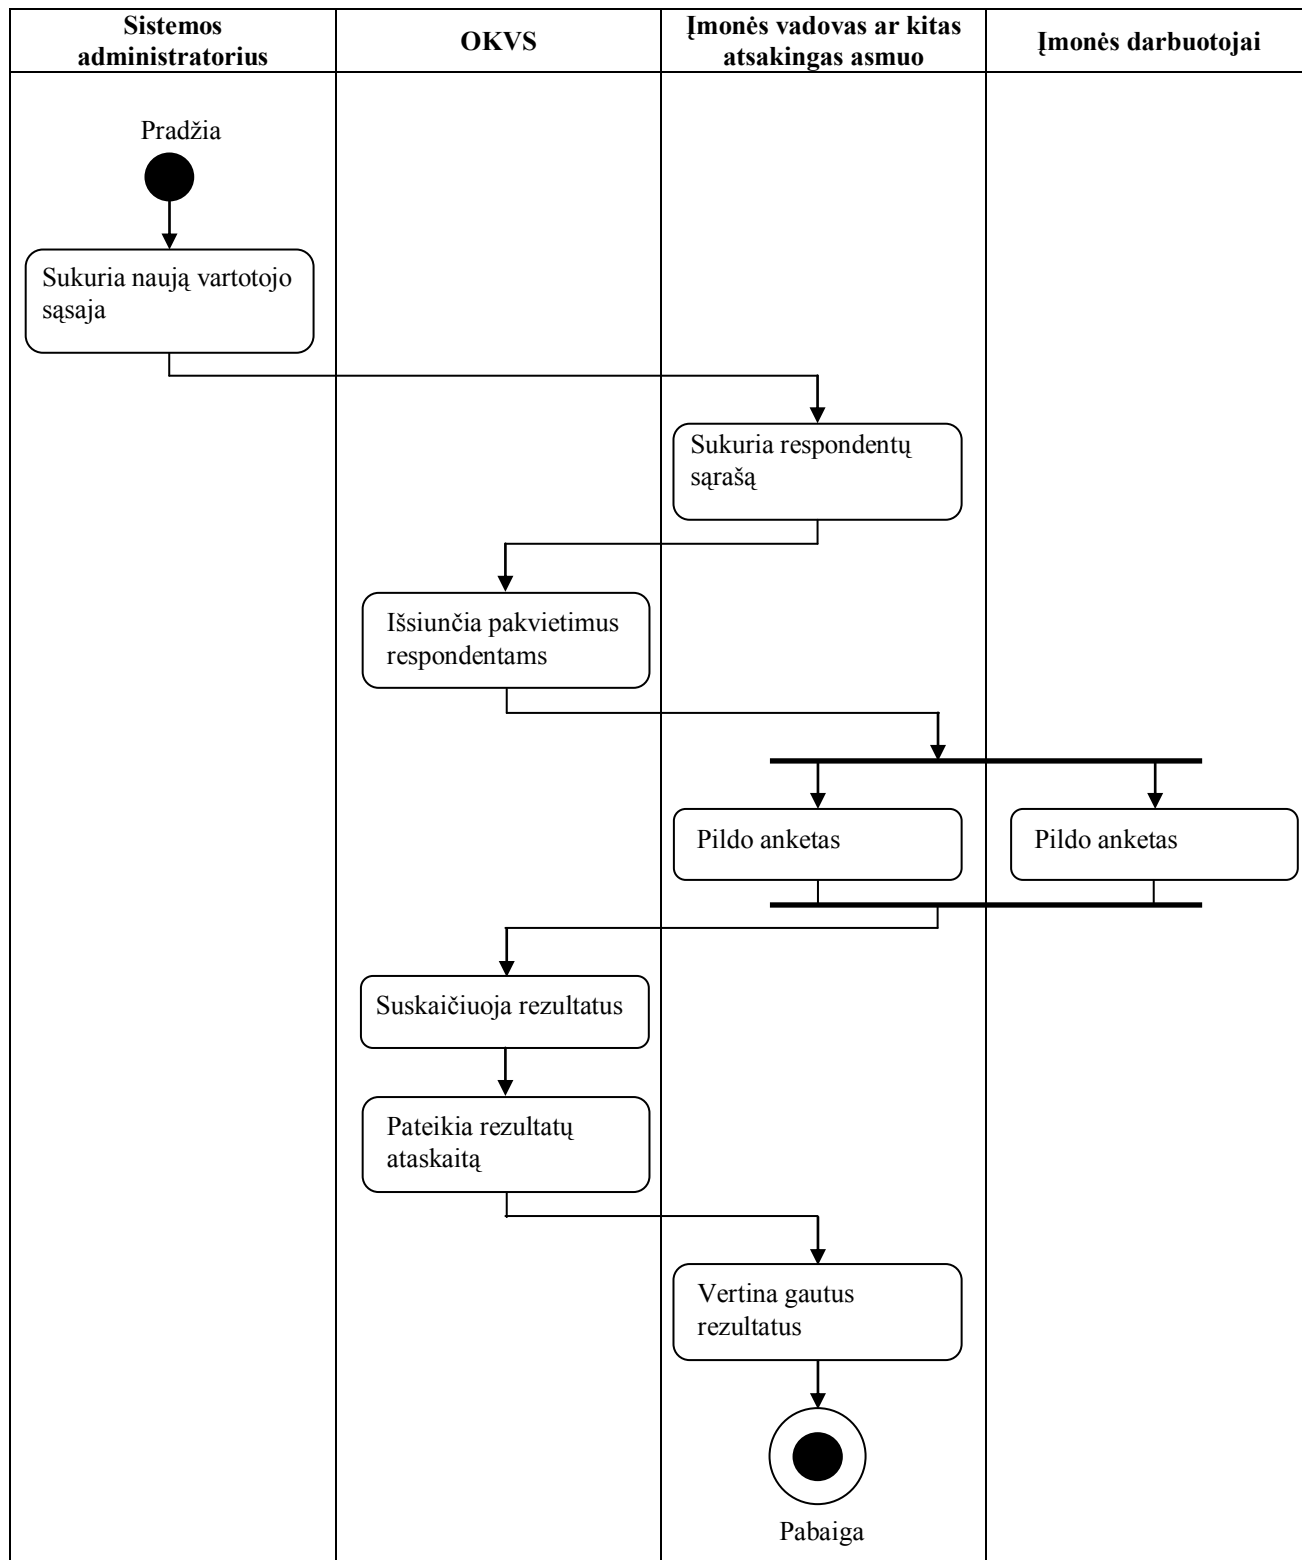 Sistemos
administratorius
OKVS
Įmonės vadovas ar kitas
atsakingas asmuo
Įmonės darbuotojai
Pradžia
Sukuria naują vartotojo
sąsaja
Sukuria respondentų
sąrašą
Išsiunčia pakvietimus
respondentams
Pildo anketas
Pildo anketas
Suskaičiuoja rezultatus
Pateikia rezultatų
ataskaitą
Vertina gautus
rezultatus
Pabaiga